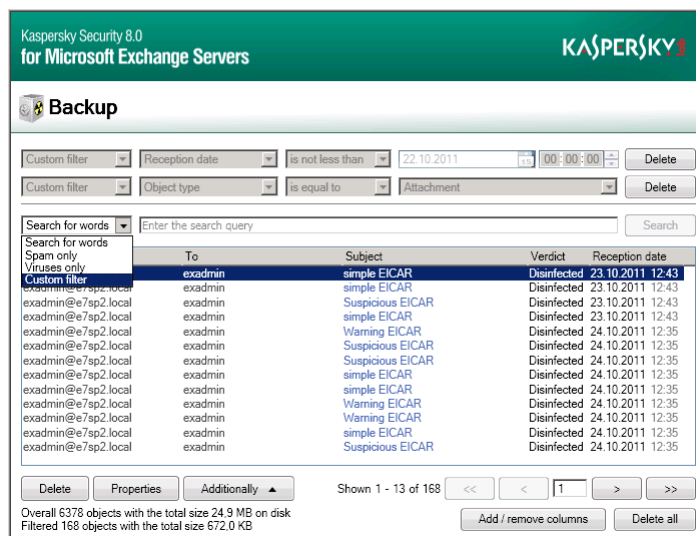 Kaspersky Security 8.0
for Microsoft Exchange Servers
KASPERSKY
Backup
Custom filter Reception date is not less than 22.10.2011 15 00:00:00 Delete
Custom filter Object type is equal to Attachment Delete
Search for words Enter the search query Search
Search for words
Spam only
Viruses only
Custom filter
To Subject Verdict Reception date
exadmin simple EICAR Disinfected 23.10.2011 12:43
exadmin@e7sp2.local exadmin simple EICAR Disinfected 23.10.2011 12:43
exadmin@e7sp2.local exadmin Suspicious EICAR Disinfected 23.10.2011 12:43
exadmin@e7sp2.local exadmin simple EICAR Disinfected 23.10.2011 12:43
exadmin@e7sp2.local exadmin Warning EICAR Disinfected 24.10.2011 12:35
exadmin@e7sp2.local exadmin Suspicious EICAR Disinfected 24.10.2011 12:35
exadmin@e7sp2.local exadmin Suspicious EICAR Disinfected 24.10.2011 12:35
exadmin@e7sp2.local exadmin simple EICAR Disinfected 24.10.2011 12:35
exadmin@e7sp2.local exadmin simple EICAR Disinfected 24.10.2011 12:35
exadmin@e7sp2.local exadmin Warning EICAR Disinfected 24.10.2011 12:35
exadmin@e7sp2.local exadmin Warning EICAR Disinfected 24.10.2011 12:35
exadmin@e7sp2.local exadmin simple EICAR Disinfected 24.10.2011 12:35
exadmin@e7sp2.local exadmin Suspicious EICAR Disinfected 24.10.2011 12:35
Delete Properties Additionally Shown 1 - 13 of 168 << < 1 > >>
Overall 6378 objects with the total size 24,9 MB on disk
Filtered 168 objects with the total size 672,0 KB
Add / remove columns Delete all